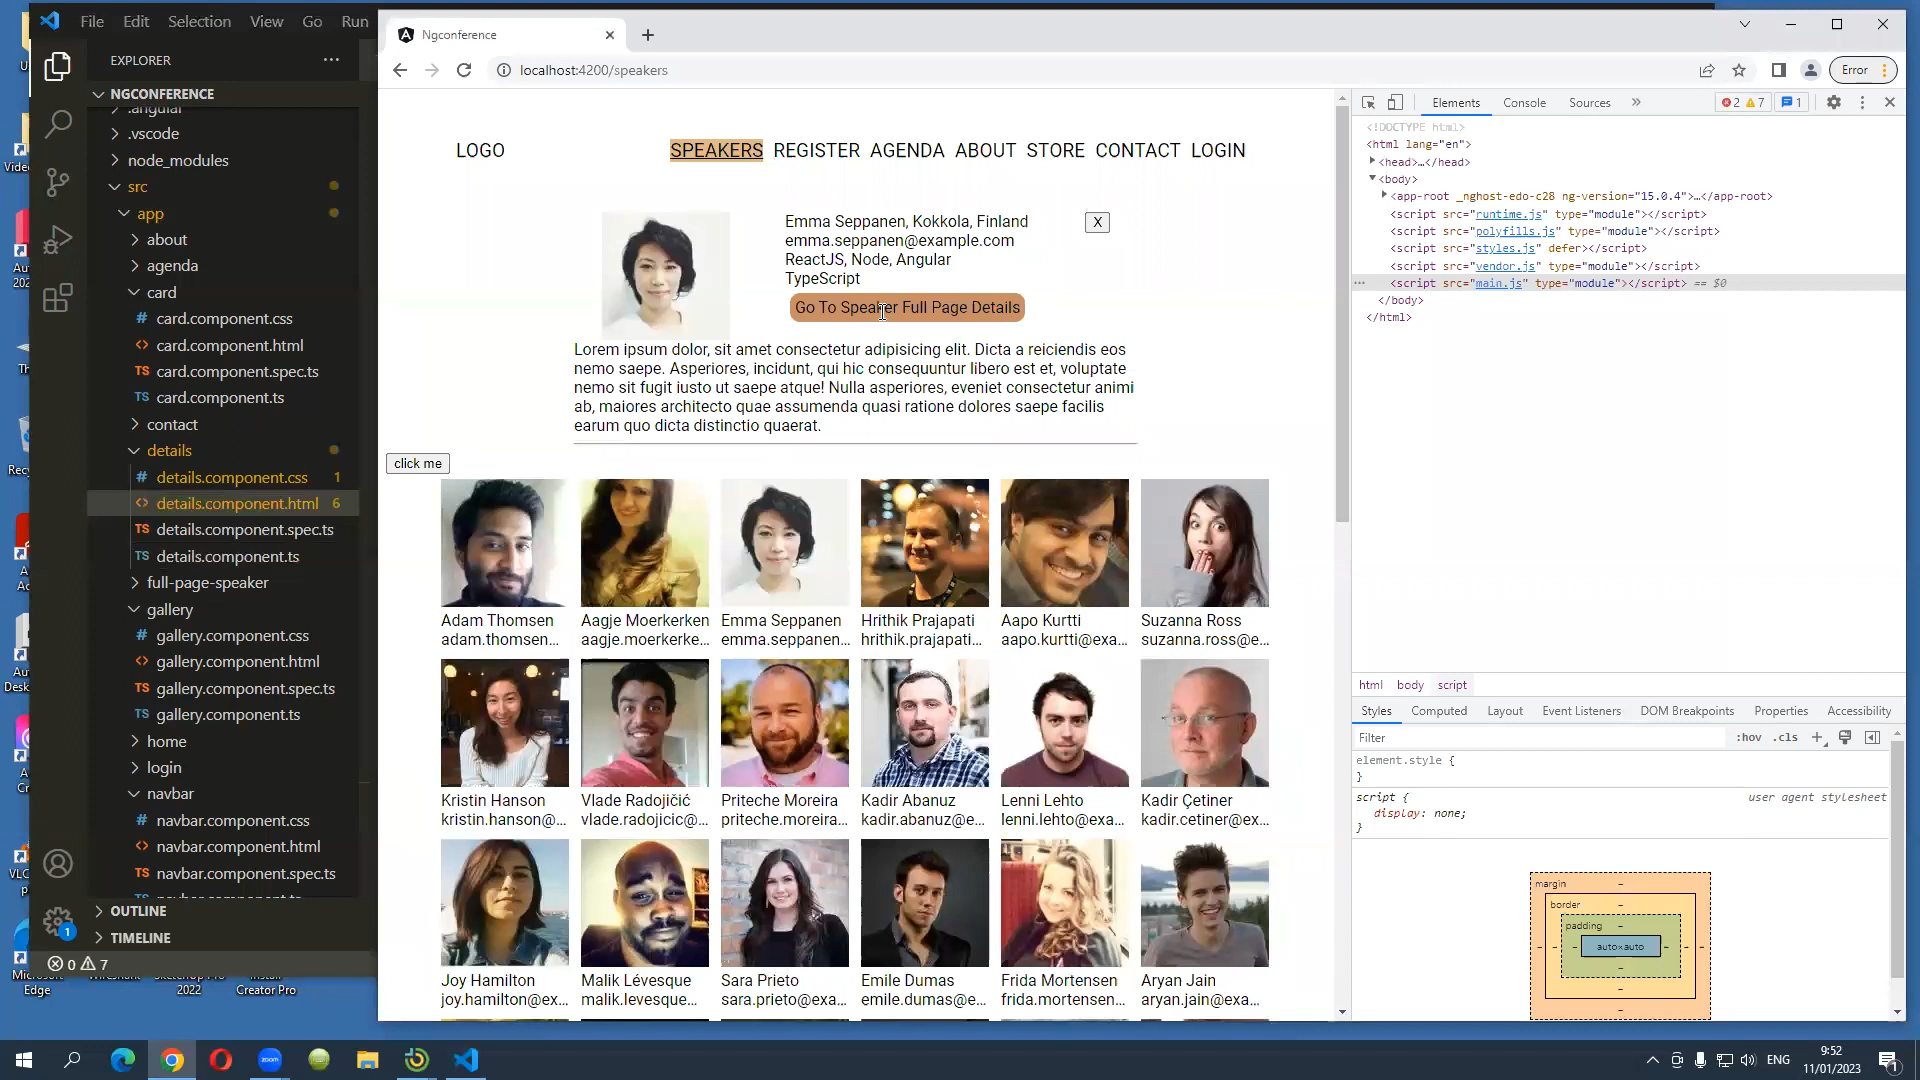 File Edit Selection View Go Run
EXPLORER
NGCONFERENCE
.angular
.vscode
node_modules
src
app
about
agenda
card
card.component.css
card.component.html
card.component.spec.ts
card.component.ts
contact
details
details.component.css 1
details.component.html 6
details.component.spec.ts
details.component.ts
full-page-speaker
gallery
gallery.component.css
gallery.component.html
gallery.component.spec.ts
gallery.component.ts
home
login
navbar
navbar.component.css
navbar.component.html
navbar.component.spec.ts
OUTLINE
TIMELINE
0 7
1
Ngconference
localhost:4200/speakers
Error
LOGO
SPEAKERS REGISTER AGENDA ABOUT STORE CONTACT LOGIN
Emma Seppanen, Kokkola, Finland
emma.seppanen@example.com
ReactJS, Node, Angular
TypeScript
X
Go To Speaker Full Page Details
Lorem ipsum dolor, sit amet consectetur adipisicing elit. Dicta a reiciendis eos
nemo saepe. Asperiores, incidunt, qui hic consequuntur libero est et, voluptate
nemo sit fugit iusto ut saepe atque! Nulla asperiores, eveniet consectetur animi
ab, maiores architecto quae assumenda quasi ratione dolores saepe facilis
earum quo dicta distinctio quaerat.
click me
Adam Thomsen
adam.thomsen...
Aagje Moerkerken
aagje.moerkerke...
Emma Seppanen
emma.seppanen...
Hrithik Prajapati
hrithik.prajapati...
Aapo Kurtti
aapo.kurtti@exa...
Suzanna Ross
suzanna.ross@e...
Kristin Hanson
kristin.hanson@...
Vlade Radojičić
vlade.radojicic@...
Priteche Moreira
priteche.moreira...
Kadir Abanuz
kadir.abanuz@e...
Lenni Lehto
lenni.lehto@exa...
Kadir Çetiner
kadir.cetiner@ex...
Joy Hamilton
joy.hamilton@ex...
Malik Lévesque
malik.levesque...
Sara Prieto
sara.prieto@exa...
Emile Dumas
emile.dumas@e...
Frida Mortensen
frida.mortensen...
Aryan Jain
aryan.jain@exa...
Elements Console Sources » 2 7 1
<!DOCTYPE html>
<html lang="en">
<head>…</head>
<body>
<app-root _nghost-edo-c28 ng-version="15.0.4">…</app-root>
<script src="runtime.js" type="module"></script>
<script src="polyfills.js" type="module"></script>
<script src="styles.js" defer></script>
<script src="vendor.js" type="module"></script>
<script src="main.js" type="module"></script> == $0
</body>
</html>
html body script
Styles Computed Layout Event Listeners DOM Breakpoints Properties Accessibility
Filter :hov .cls
element.style {
}
script { user agent stylesheet
display: none;
}
margin –
border –
padding –
– – – auto×auto – – –
–
–
–
Microsoft
Edge
2022
Creator Pro
zoom
ENG
9:52
11/01/2023
1